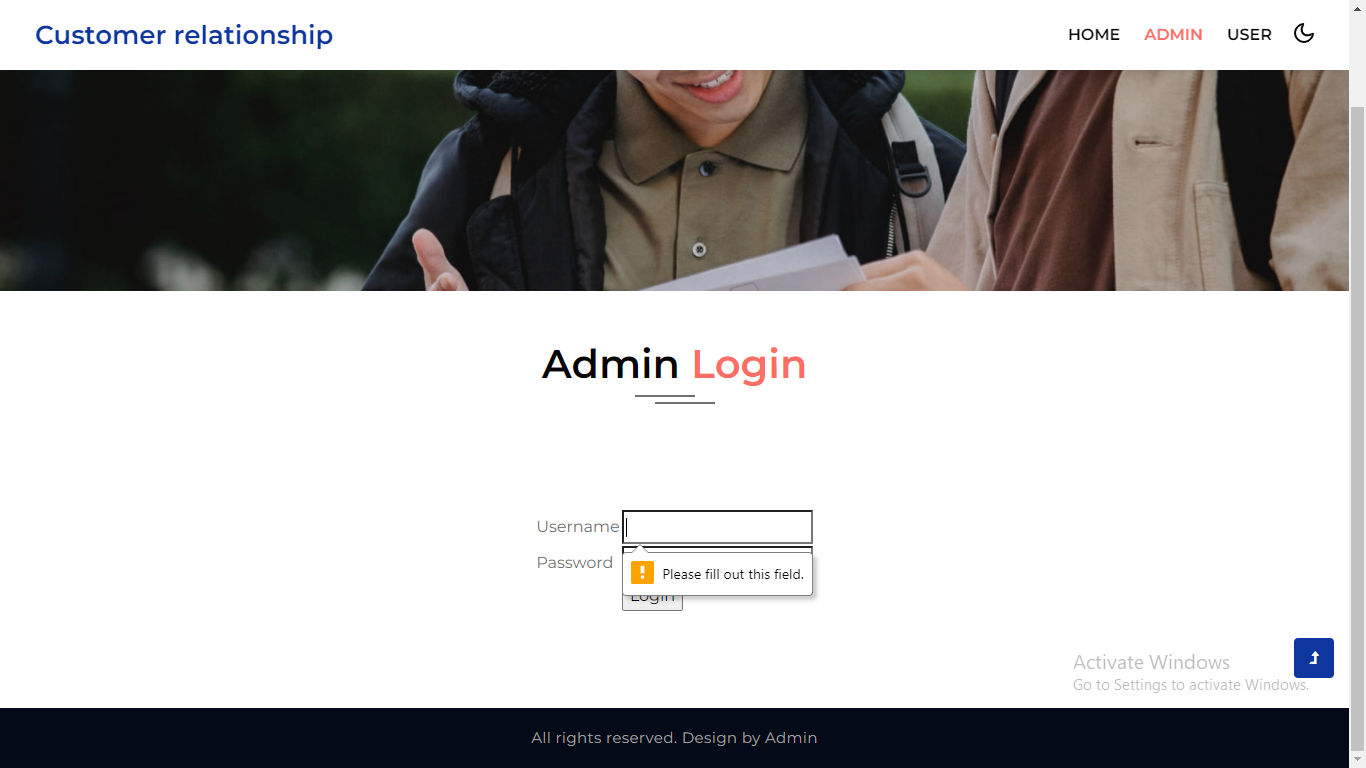 Customer relationship
HOME ADMIN USER
Admin Login
Username
Password
Please fill out this field.
Login
Activate Windows
Go to Settings to activate Windows.
All rights reserved. Design by Admin